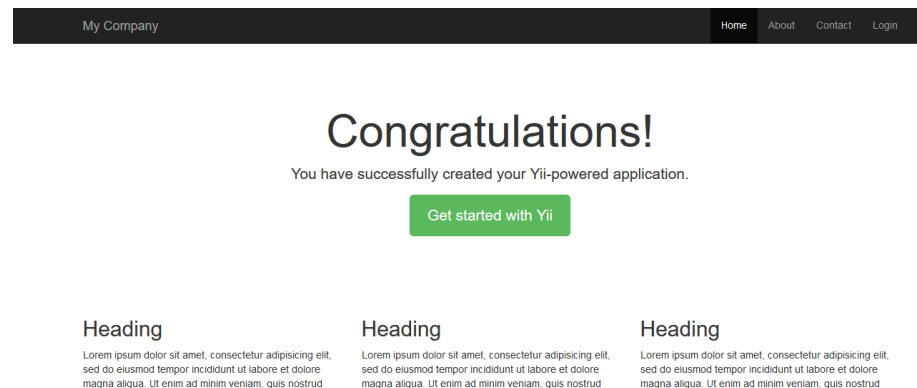 My Company Home About Contact Login
Congratulations!
You have successfully created your Yii-powered application.
Get started with Yii
Heading
Lorem ipsum dolor sit amet, consectetur adipisicing elit,
sed do eiusmod tempor incididunt ut labore et dolore
magna aliqua. Ut enim ad minim veniam, quis nostrud
Heading
Lorem ipsum dolor sit amet, consectetur adipisicing elit,
sed do eiusmod tempor incididunt ut labore et dolore
magna aliqua. Ut enim ad minim veniam, quis nostrud
Heading
Lorem ipsum dolor sit amet, consectetur adipisicing elit,
sed do eiusmod tempor incididunt ut labore et dolore
magna aliqua. Ut enim ad minim veniam, quis nostrud